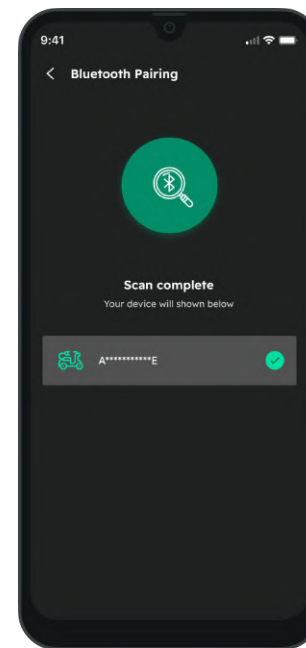 9:41
Bluetooth Pairing
Scan complete
Your device will shown below
A***********E